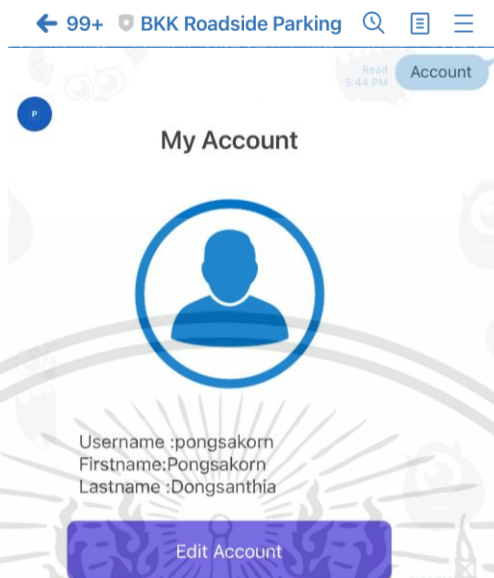 99+ BKK Roadside Parking
Read
5:44 PM
Account
P
My Account
Username :pongsakorn
Firstname:Pongsakorn
Lastname :Dongsanthia
Edit Account